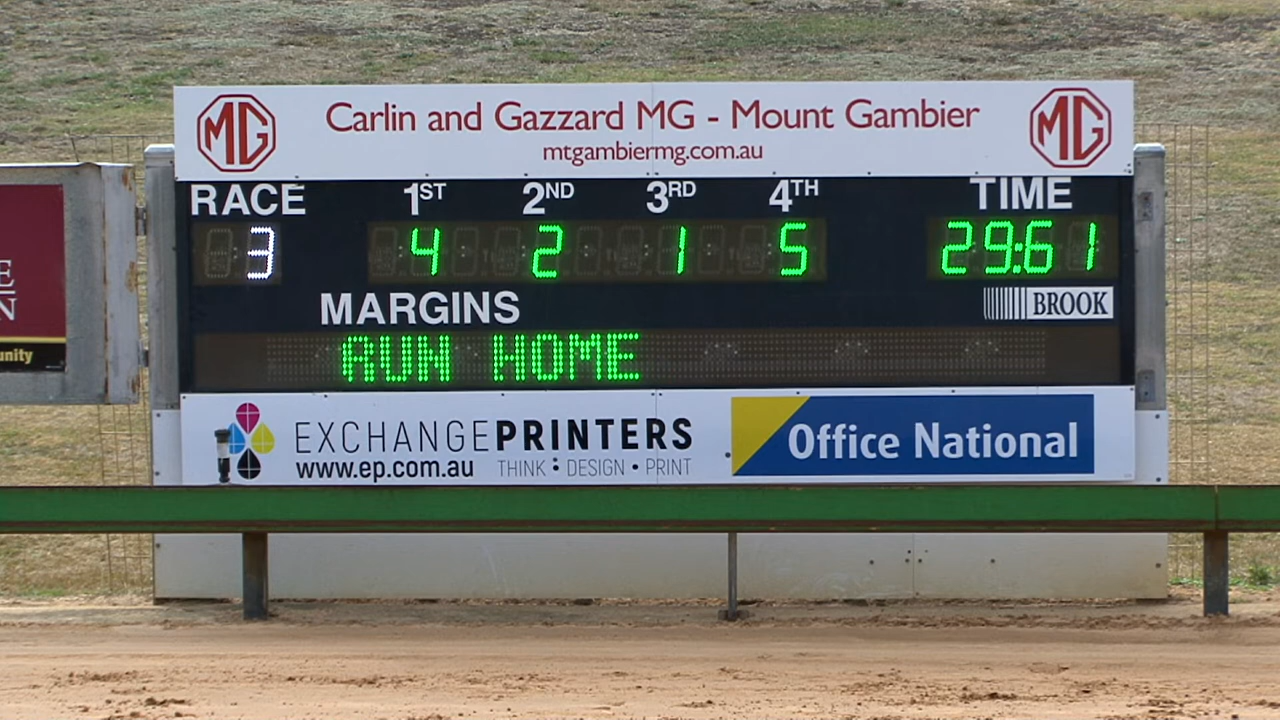 MG Carlin and Gazzard MG - Mount Gambier MG
mtgambiermg.com.au
RACE 1ST 2ND 3RD 4TH TIME
3 4 2 1 5 29:61
MARGINS BROOK
RUN HOME
E
N
unity
EXCHANGEPRINTERS
www.ep.com.au THINK : DESIGN • PRINT
Office National